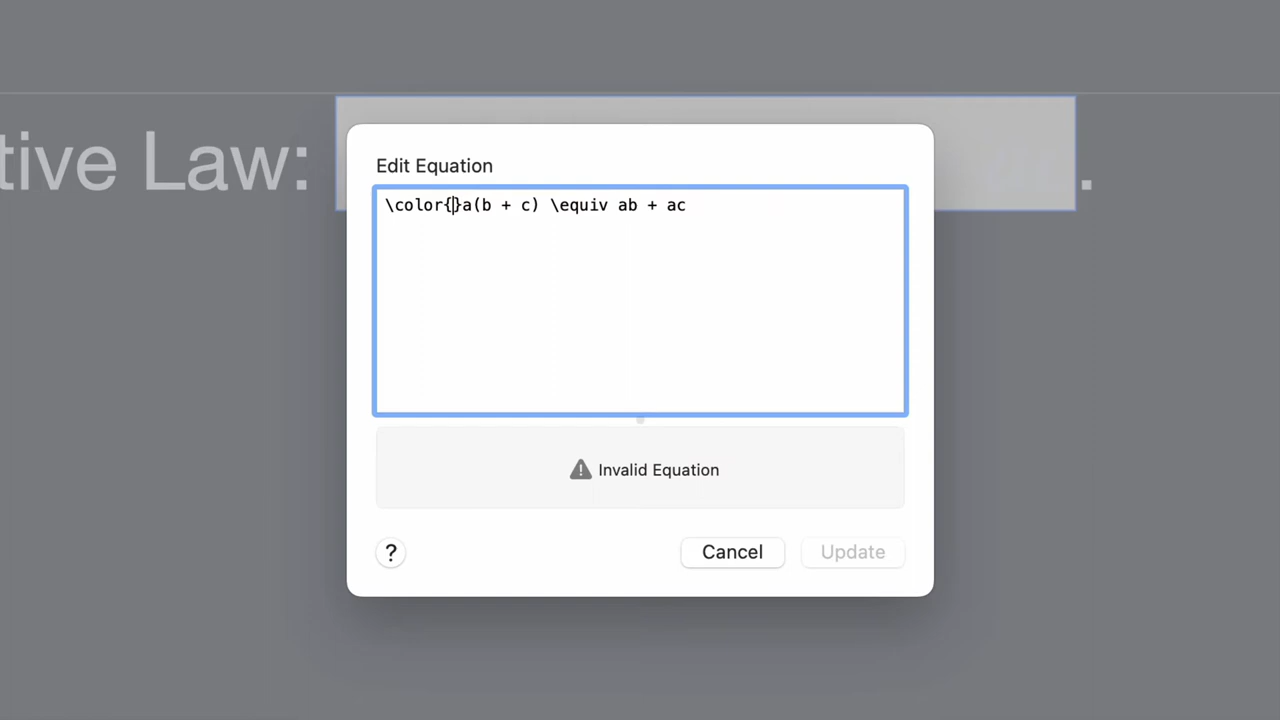 Edit Equation
tive Law:
.
\color{}a(b + c) \equiv ab + ac
Invalid Equation
?
Cancel
Update